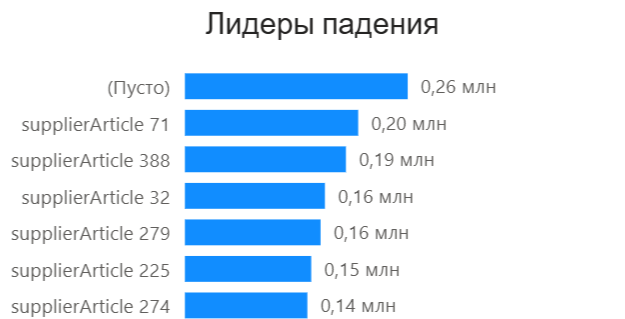 Лидеры падения
(Пусто) 0,26 млн
supplierArticle 71 0,20 млн
supplierArticle 388 0,19 млн
supplierArticle 32 0,16 млн
supplierArticle 279 0,16 млн
supplierArticle 225 0,15 млн
supplierArticle 274 0,14 млн